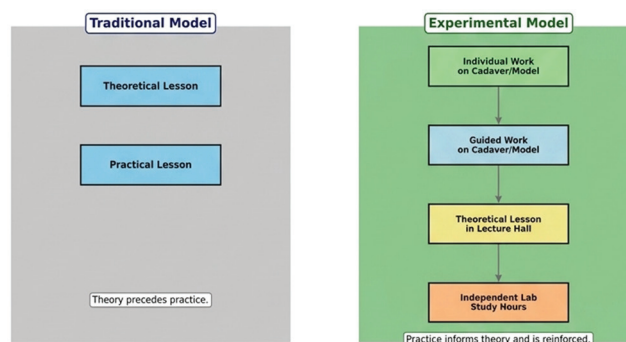 Traditional Model
Theoretical Lesson
Practical Lesson
Theory precedes practice.
Experimental Model
Individual Work
on Cadaver/Model
Guided Work
on Cadaver/Model
Theoretical Lesson
in Lecture Hall
Independent Lab
Study Hours
Practice informs theory and is reinforced.